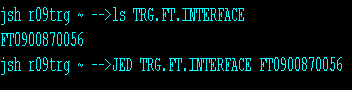 jsh r09trg ~ -->ls TRG.FT.INTERFACE
FT0900870056
jsh r09trg ~ -->JED TRG.FT.INTERFACE FT0900870056